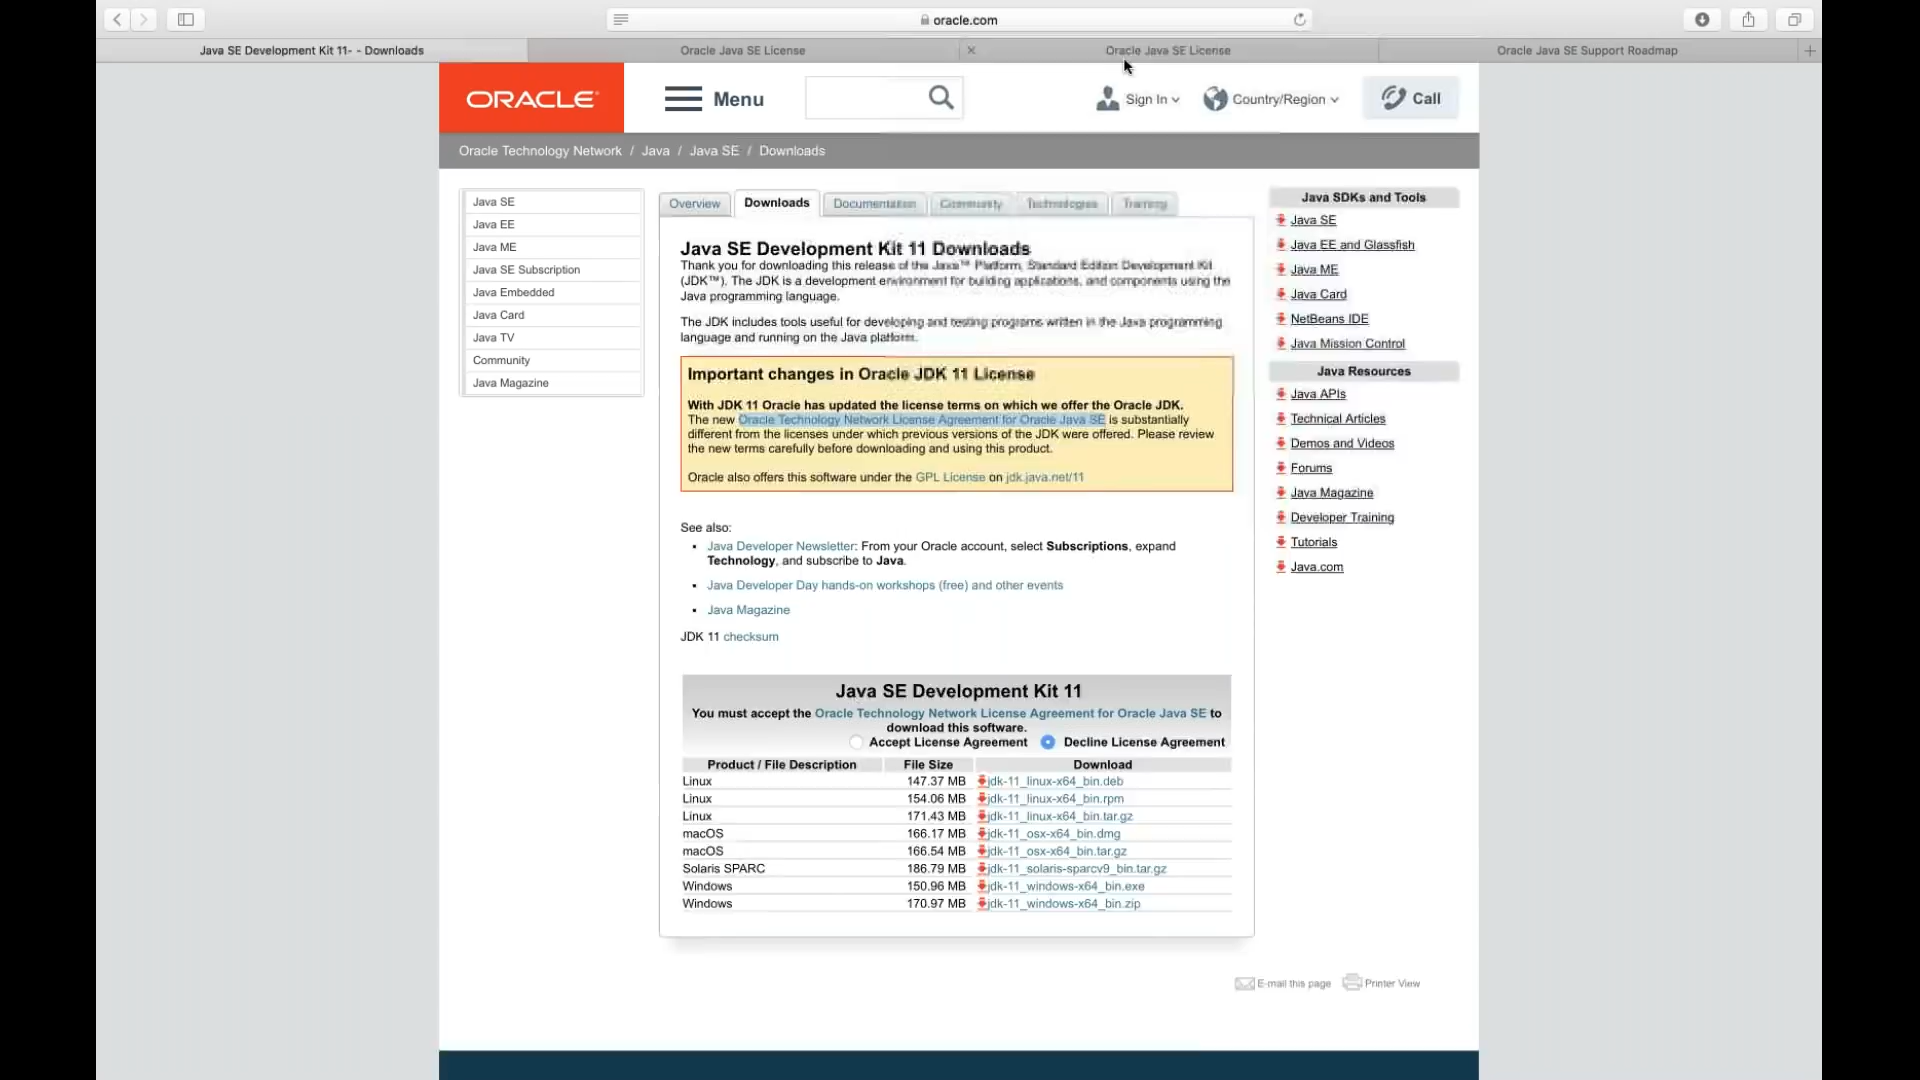 oracle.com
Java SE Development Kit 11- - Downloads
Oracle Java SE License
Oracle Java SE License
Oracle Java SE Support Roadmap
ORACLE
Menu
Sign In
Country/Region
Call
Oracle Technology Network / Java / Java SE / Downloads
Java SE
Java EE
Java ME
Java SE Subscription
Java Embedded
Java Card
Java TV
Community
Java Magazine
Overview
Downloads
Documentation
Community
Technologies
Training
Java SE Development Kit 11 Downloads
Thank you for downloading this release of the Java™ Platform, Standard Edition Development Kit
(JDK™). The JDK is a development environment for building applications, and components using the
Java programming language.
The JDK includes tools useful for developing and testing programs written in the Java programming
language and running on the Java platform.
Important changes in Oracle JDK 11 License
With JDK 11 Oracle has updated the license terms on which we offer the Oracle JDK.
The new Oracle Technology Network License Agreement for Oracle Java SE is substantially
different from the licenses under which previous versions of the JDK were offered. Please review
the new terms carefully before downloading and using this product.
Oracle also offers this software under the GPL License on jdk.java.net/11
See also:
Java Developer Newsletter: From your Oracle account, select Subscriptions, expand
Technology, and subscribe to Java.
Java Developer Day hands-on workshops (free) and other events
Java Magazine
JDK 11 checksum
Java SE Development Kit 11
You must accept the Oracle Technology Network License Agreement for Oracle Java SE to
download this software.
Accept License Agreement Decline License Agreement
Product / File Description File Size Download
Linux 147.37 MB jdk-11_linux-x64_bin.deb
Linux 154.06 MB jdk-11_linux-x64_bin.rpm
Linux 171.43 MB jdk-11_linux-x64_bin.tar.gz
macOS 166.17 MB jdk-11_osx-x64_bin.dmg
macOS 166.54 MB jdk-11_osx-x64_bin.tar.gz
Solaris SPARC 186.79 MB jdk-11_solaris-sparcv9_bin.tar.gz
Windows 150.96 MB jdk-11_windows-x64_bin.exe
Windows 170.97 MB jdk-11_windows-x64_bin.zip
Java SDKs and Tools
Java SE
Java EE and Glassfish
Java ME
Java Card
NetBeans IDE
Java Mission Control
Java Resources
Java APIs
Technical Articles
Demos and Videos
Forums
Java Magazine
Developer Training
Tutorials
Java.com
E-mail this page
Printer View